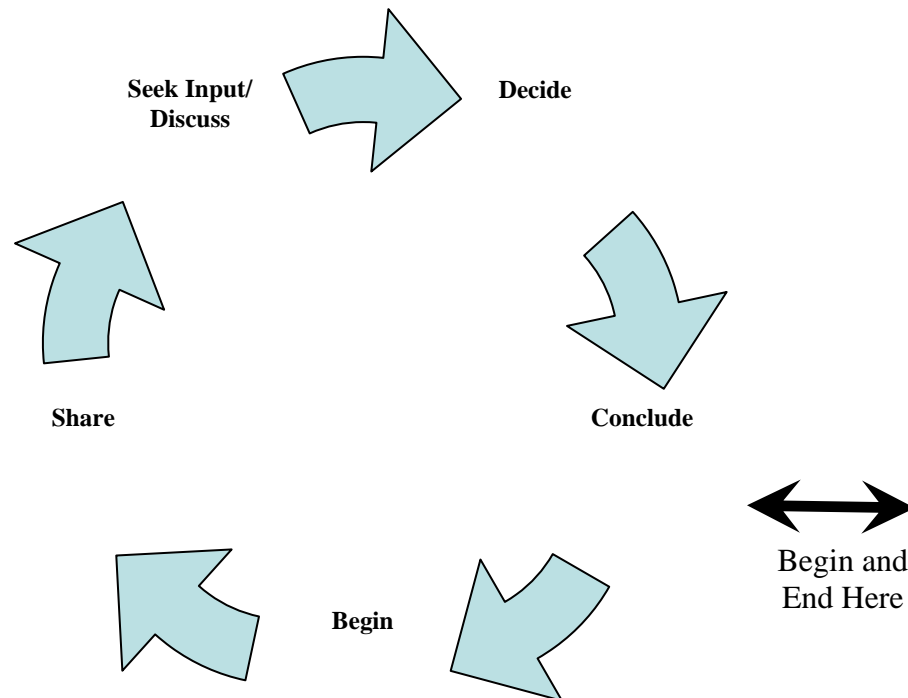 Seek Input/
Discuss
Decide
Share
Conclude
Begin and
End Here
Begin